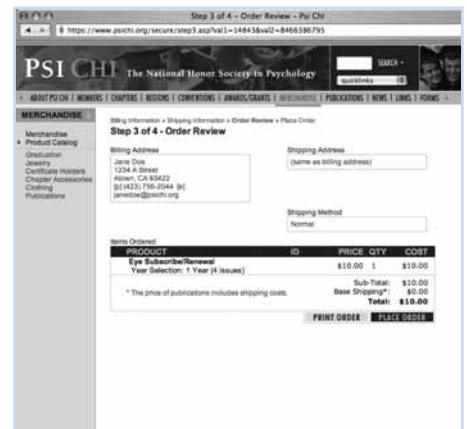 Step 3 of 4 - Order Review - Psi Chi
https://www.psichi.org/secure/step3.asp?val1=14843&val2=8466386795
PSI CHI The National Honor Society in Psychology
SEARCH
quicklinks
ABOUT PSI CHI | MEMBERS | CHAPTERS | REGIONS | CONVENTIONS | AWARDS/GRANTS | MERCHANDISE | PUBLICATIONS | NEWS | LINKS | FORMS
MERCHANDISE
Merchandise
Product Catalog
Graduation
Jewelry
Certificate Holders
Chapter Accessories
Clothing
Publications
Billing Information » Shipping Information » Order Review » Place Order
Step 3 of 4 - Order Review
Billing Address
Jane Doe
1234 A Street
Atown, CA 93422
[p] (423) 756-2044 [e]
janedoe@psichi.org
Shipping Address
(same as billing address)
Shipping Method
Normal
Items Ordered
PRODUCT ID PRICE QTY COST
Eye Subscribe/Renewal
Year Selection: 1 Year (4 issues)
$10.00 1 $10.00
* The price of publications includes shipping costs.
Sub-Total: $10.00
Base Shipping*: $0.00
Total: $10.00
PRINT ORDER PLACE ORDER